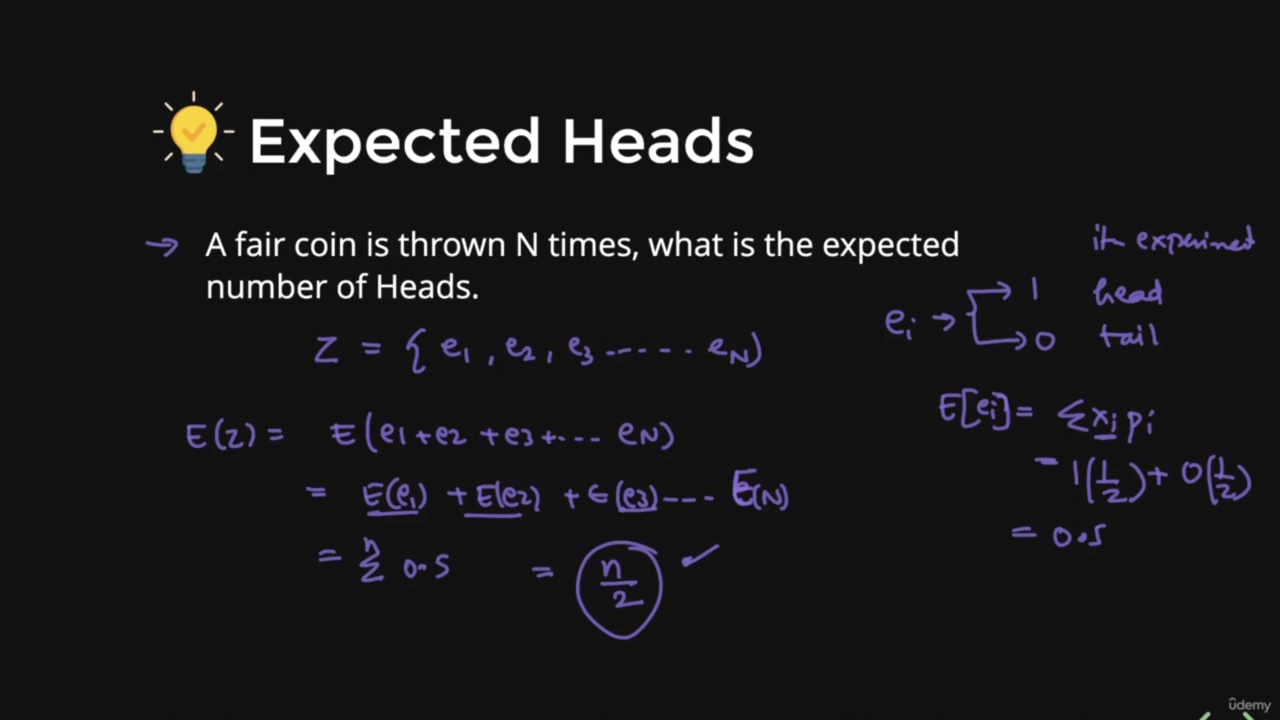 Expected Heads
→ A fair coin is thrown N times, what is the expected
number of Heads.
Z = { e1 , e2 , e3 ...... eN }
E(Z) = E(e1+e2+e3+... eN)
= E(e1) + E(e2) + E(e3) --- E(N)
= n Σ 0.5 = n/2 ✓
ith experiment
ei → 1 head
→ 0 tail
E[ei] = Σ xi pi
= 1(1/2) + 0(1/2)
= 0.5
ûdemy